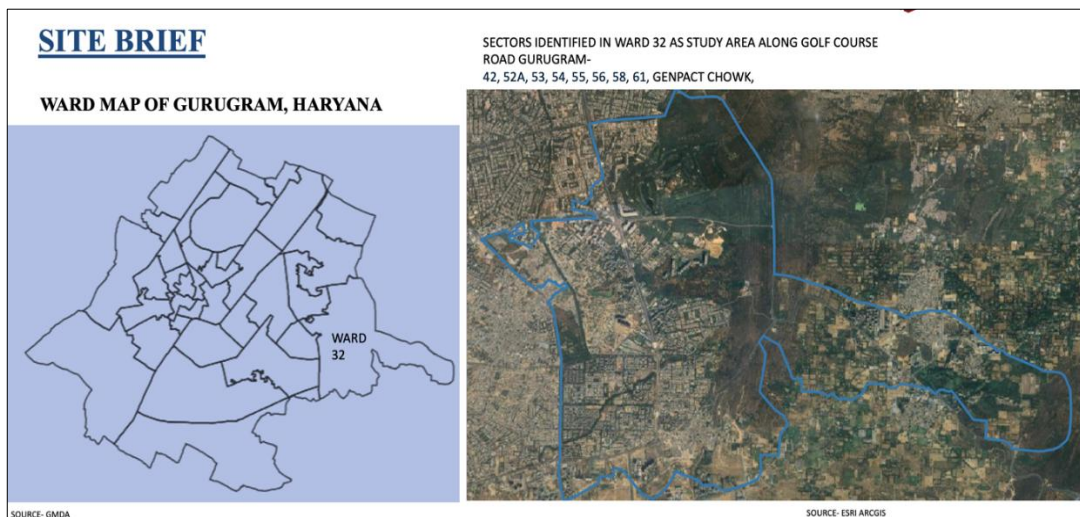 SITE BRIEF
WARD MAP OF GURUGRAM, HARYANA
WARD
32
SOURCE- GMDA
SECTORS IDENTIFIED IN WARD 32 AS STUDY AREA ALONG GOLF COURSE
ROAD GURUGRAM-
42, 52A, 53, 54, 55, 56, 58, 61, GENPACT CHOWK,
SOURCE- ESRI ARCGIS